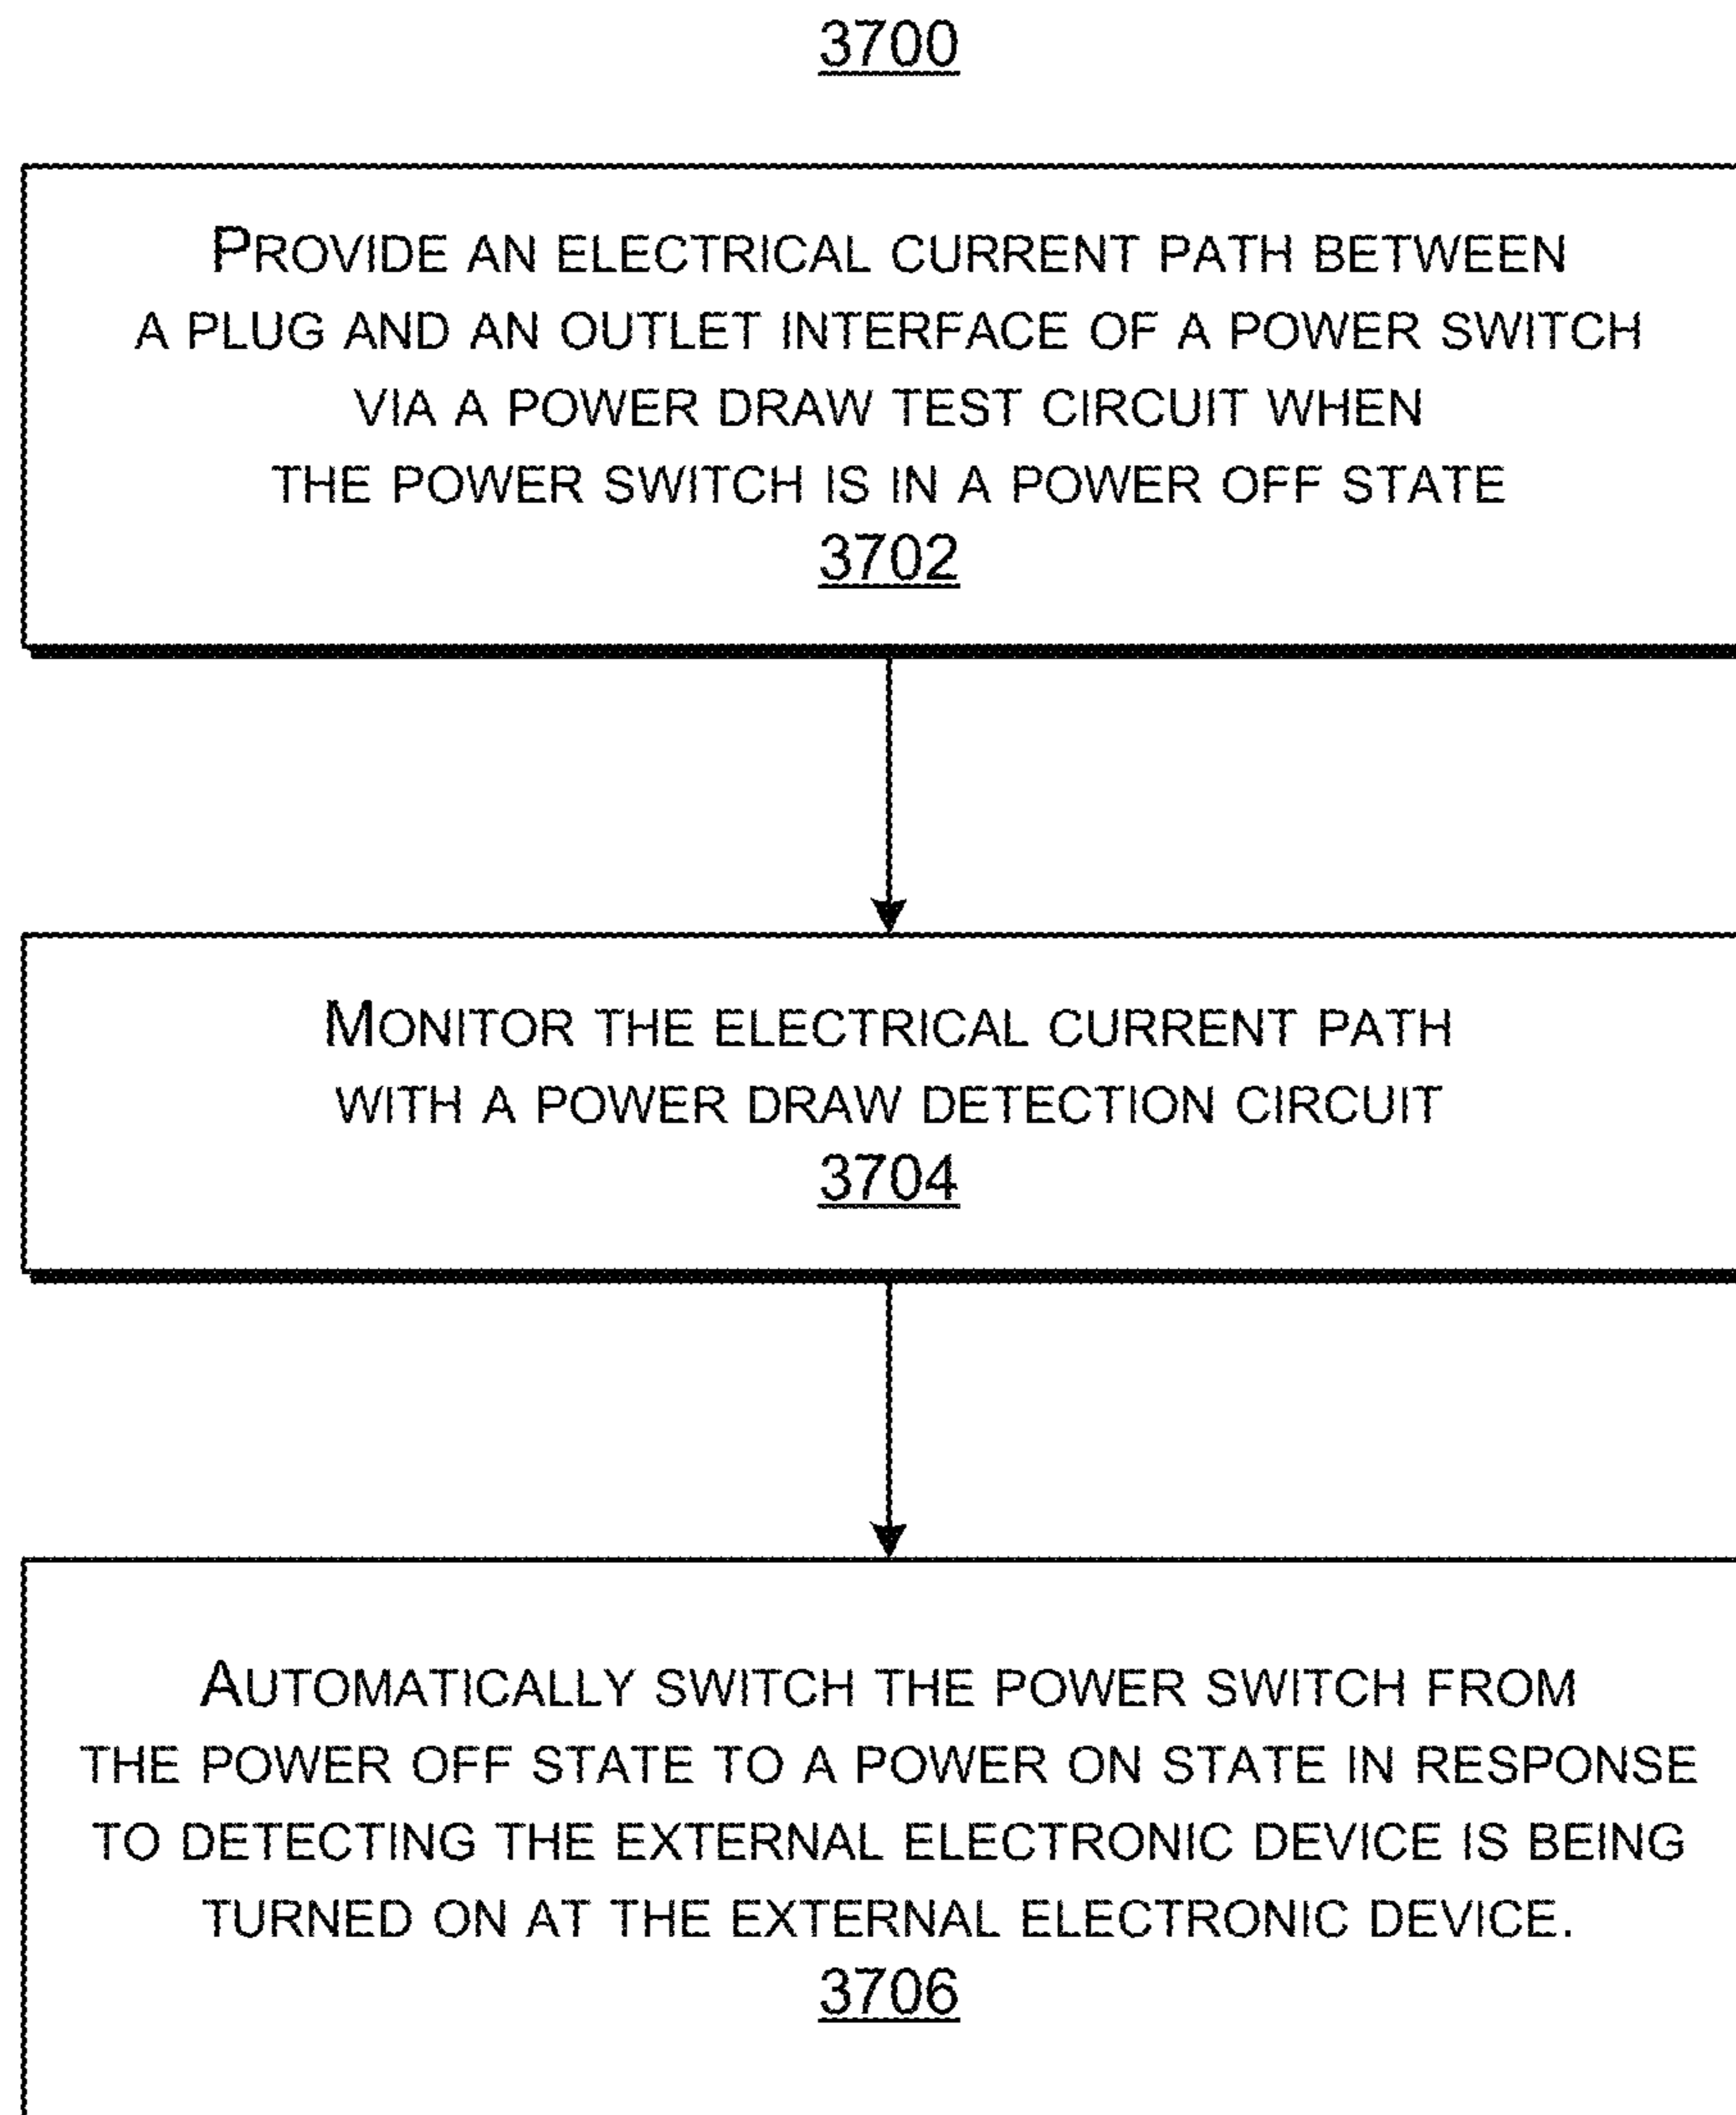 3700
PROVIDE AN ELECTRICAL CURRENT PATH BETWEEN
A PLUG AND AN OUTLET INTERFACE OF A POWER SWITCH
VIA A POWER DRAW TEST CIRCUIT WHEN
THE POWER SWITCH IS IN A POWER OFF STATE
3702
MONITOR THE ELECTRICAL CURRENT PATH
WITH A POWER DRAW DETECTION CIRCUIT
3704
AUTOMATICALLY SWITCH THE POWER SWITCH FROM
THE POWER OFF STATE TO A POWER ON STATE IN RESPONSE
TO DETECTING THE EXTERNAL ELECTRONIC DEVICE IS BEING
TURNED ON AT THE EXTERNAL ELECTRONIC DEVICE.
3706